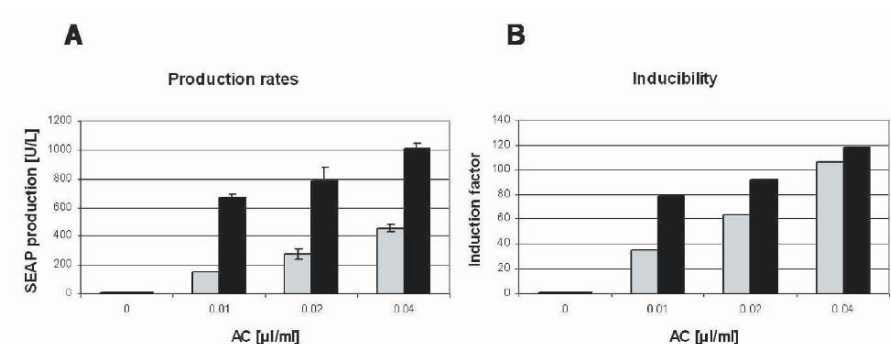 A
Production rates
SEAP production [U/L]
1200
1000
800
600
400
200
0
0 0.01 0.02 0.04
AC [µl/ml]
B
Inducibility
Induction factor
140
120
100
80
60
40
20
0
0 0.01 0.02 0.04
AC [µl/ml]